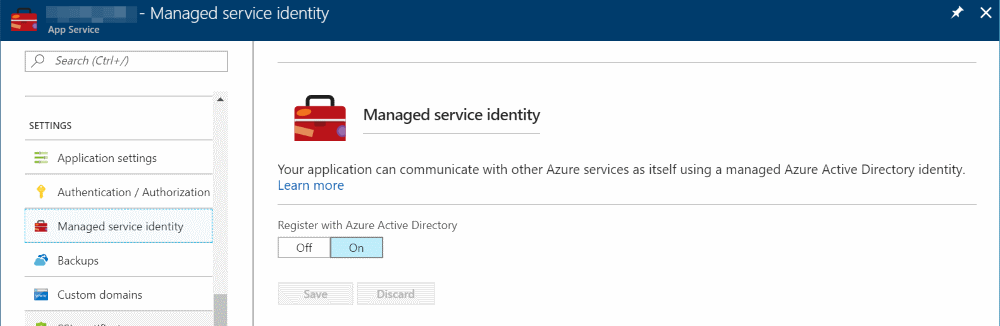 - Managed service identity
App Service
Search (Ctrl+/)
SETTINGS
Application settings
Authentication / Authorization
Managed service identity
Backups
Custom domains
Managed service identity
Your application can communicate with other Azure services as itself using a managed Azure Active Directory identity.
Learn more
Register with Azure Active Directory
Off On
Save Discard